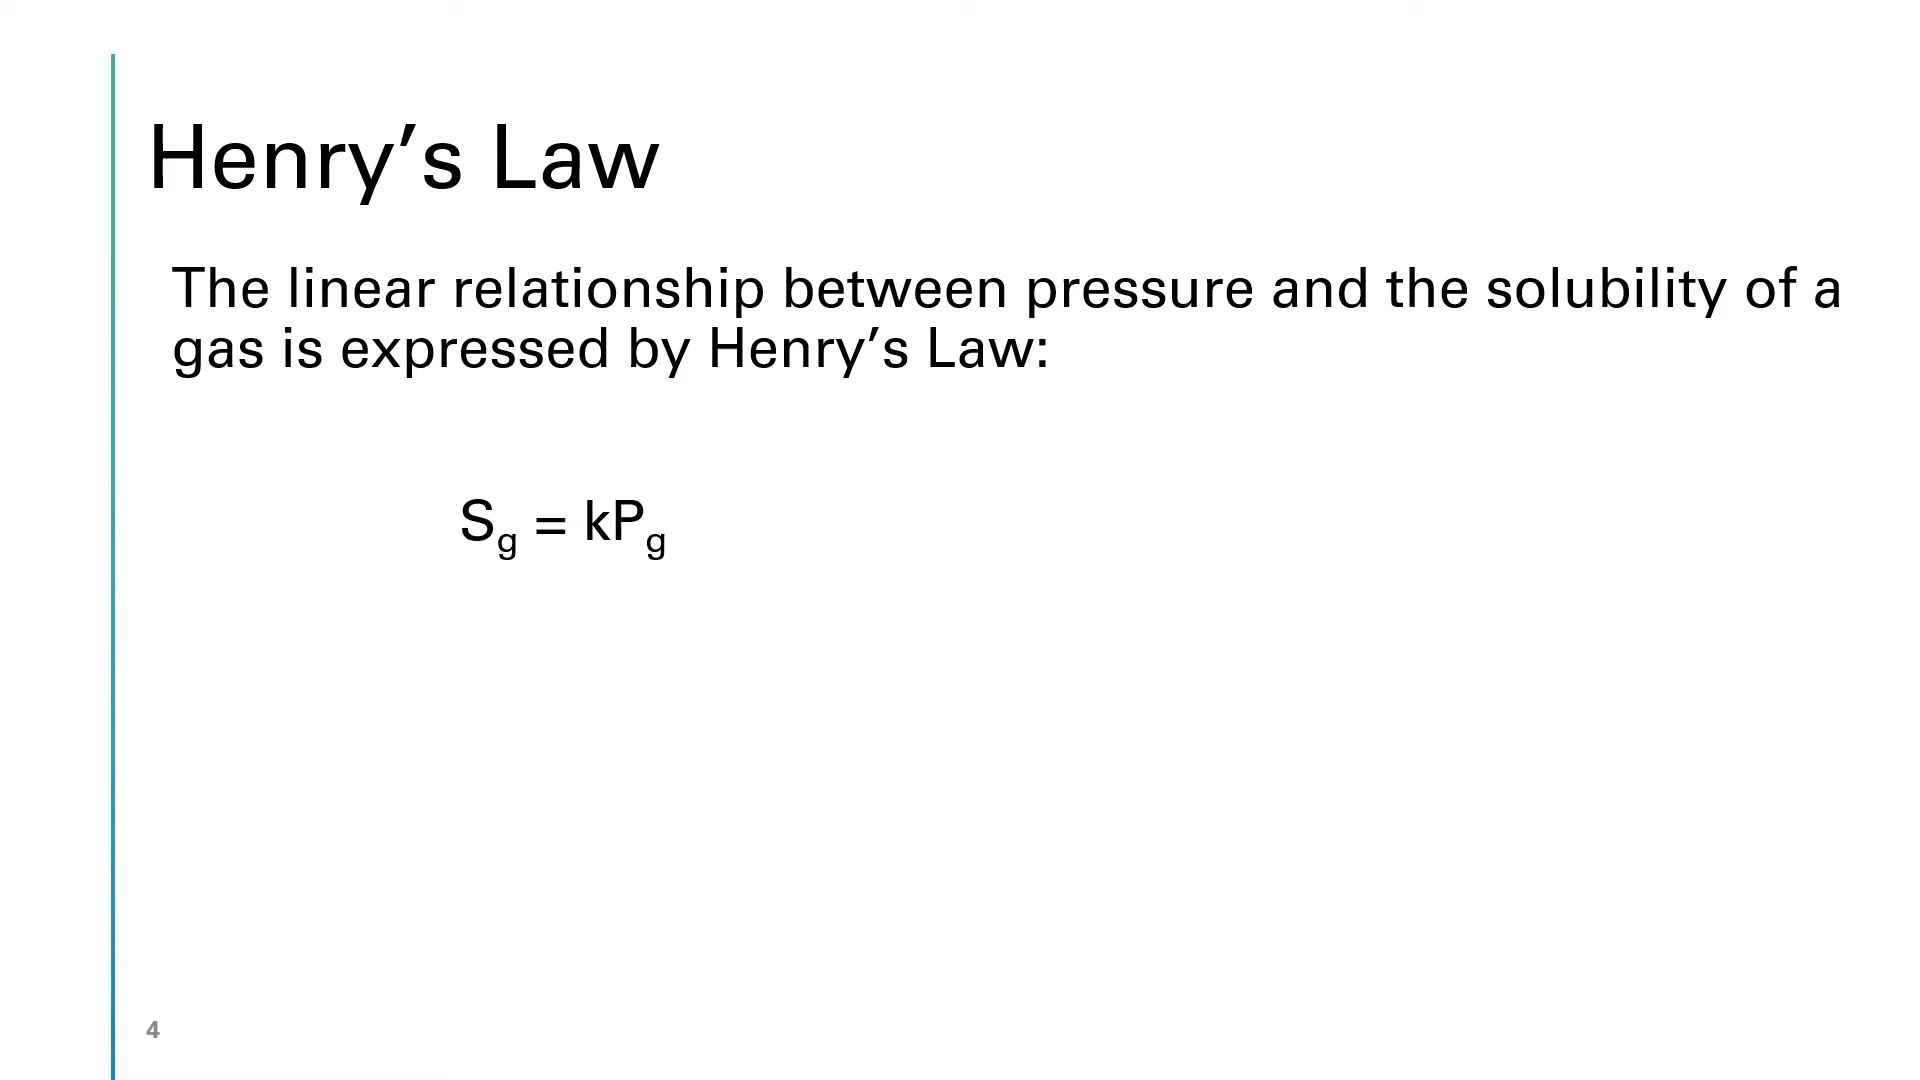 Henry’s Law
The linear relationship between pressure and the solubility of a
gas is expressed by Henry’s Law:
Sg = kPg
4